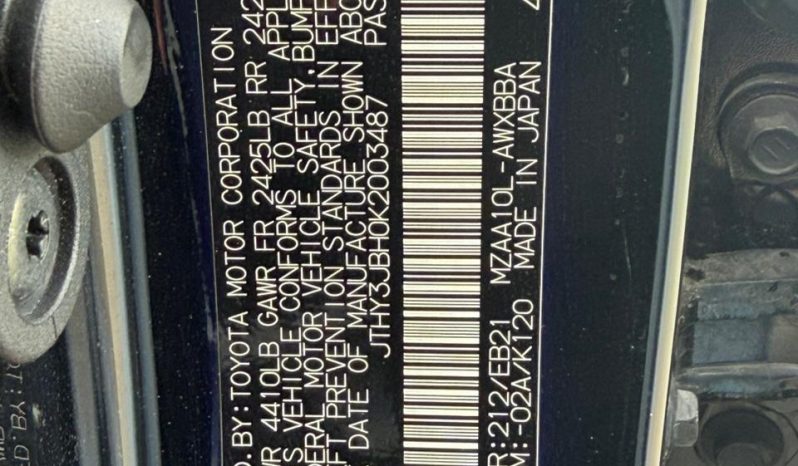 D.BY:TOYOTA MOTOR CORPORATION
WR 4410LB GAWR FR 2425LB RR 242
S VEHICLE CONFORMS TO ALL APPL
DERAL MOTOR VEHICLE SAFETY, BUMP
FT PREVENTION STANDARDS IN EFF
DATE OF MANUFACTURE SHOWN ABO
JTHY3JBH0K2003487 PAS
R:212/EB21 MZAA10L-AWXBBA
M:-02A/K120 MADE IN JAPAN 4